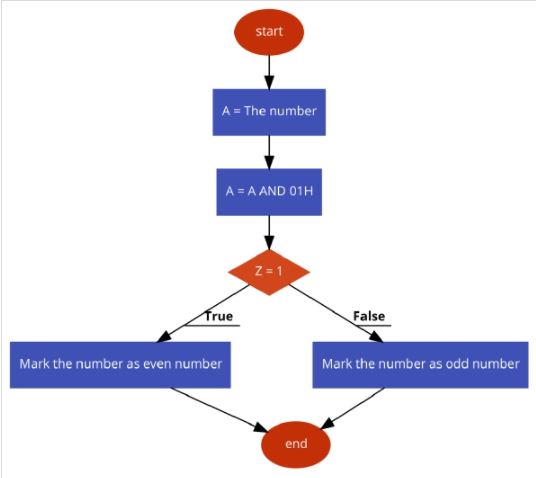 start
A = The number
A = A AND 01H
Z = 1
True
False
Mark the number as even number
Mark the number as odd number
end